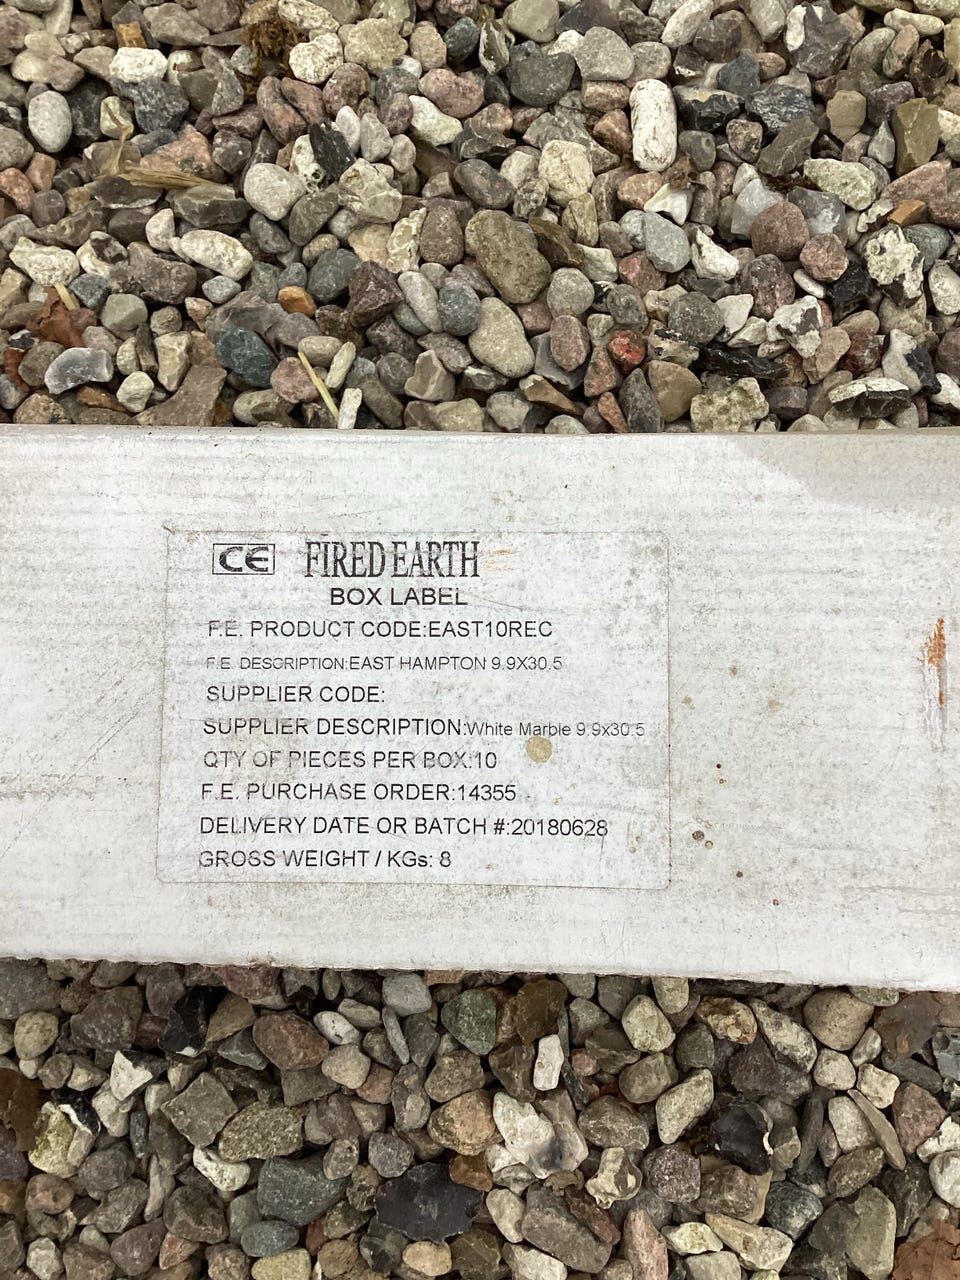 CE FIRED EARTH
BOX LABEL
F.E. PRODUCT CODE:EAST10REC
F.E. DESCRIPTION:EAST HAMPTON 9.9X30.5
SUPPLIER CODE:
SUPPLIER DESCRIPTION:White Marble 9.9x30.5
QTY OF PIECES PER BOX:10
F.E. PURCHASE ORDER:14355
DELIVERY DATE OR BATCH #:20180628
GROSS WEIGHT / KGs: 8